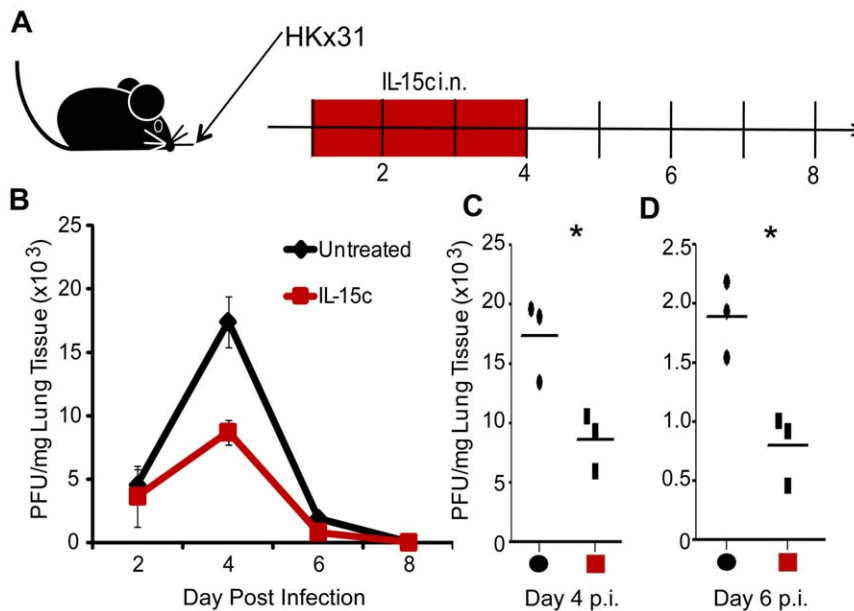 A
HKx31
IL-15ci.n.
2
4
6
8
B
PFU/mg Lung Tissue (x10³)
25
20
15
10
5
0
Untreated
IL-15c
2
4
6
8
Day Post Infection
C
*
PFU/mg Lung Tissue (x10³)
25
20
15
10
5
0
Day 4 p.i.
D
*
2.5
2.0
1.5
1.0
0.5
0
Day 6 p.i.